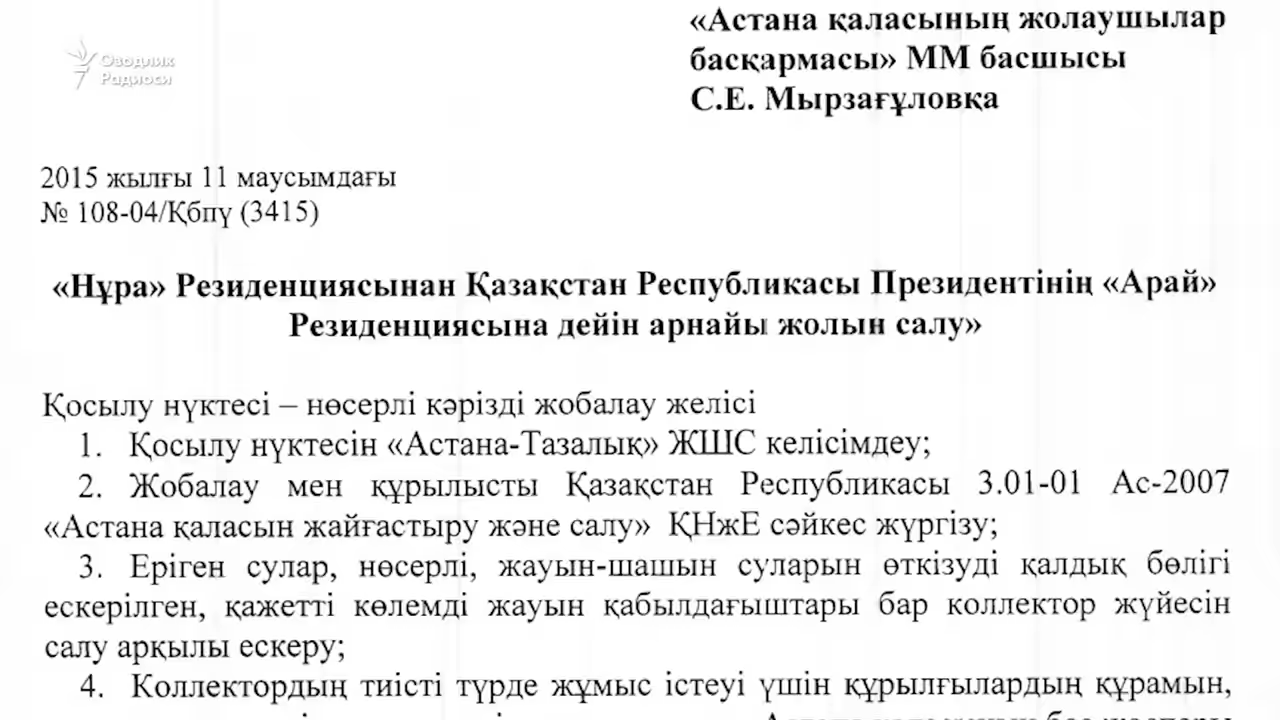 Озодлик
Радиоси
«Астана қаласының жолаушылар
басқармасы» ММ басшысы
С.Е. Мырзағұловқа
2015 жылғы 11 маусымдағы
№ 108-04/Қбпү (3415)
«Нұра» Резиденциясынан Қазақстан Республикасы Президентінің «Арай»
Резиденциясына дейін арнайы жолын салу»
Қосылу нүктесі – нөсерлі кәрізді жобалау желісі
1. Қосылу нүктесін «Астана-Тазалық» ЖШС келісімдеу;
2. Жобалау мен құрылысты Қазақстан Республикасы 3.01-01 Ас-2007
«Астана қаласын жайғастыру және салу» ҚНжЕ сәйкес жүргізу;
3. Еріген сулар, нөсерлі, жауын-шашын суларын өткізуді қалдық бөлігі
ескерілген, қажетті көлемді жауын қабылдағыштары бар коллектор жүйесін
салу арқылы ескеру;
4. Коллектордың тиісті түрде жұмыс істеуі үшін құрылғылардың құрамын,